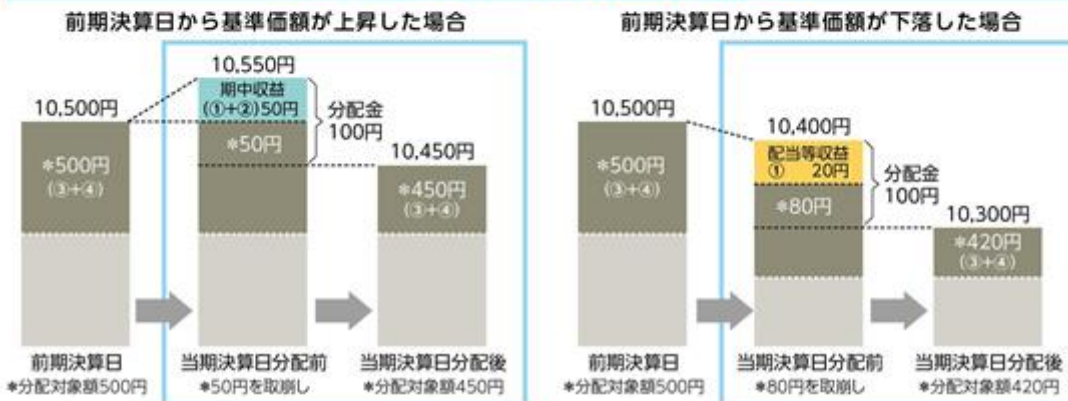 前期決算日から基準価額が上昇した場合
10,550円
期中収益
(①+②)50円
10,500円
分配金
100円
*50円
10,450円
*500円
(③+④)
*450円
(③+④)
前期決算日
当期決算日分配前
当期決算日分配後
*分配対象額500円
*50円を取崩し
*分配対象額450円
前期決算日から基準価額が下落した場合
10,500円
10,400円
配当等収益
① 20円
*500円
(③+④)
分配金
100円
*80円
10,300円
*420円
(③+④)
前期決算日
当期決算日分配前
当期決算日分配後
*分配対象額500円
*80円を取崩し
*分配対象額420円